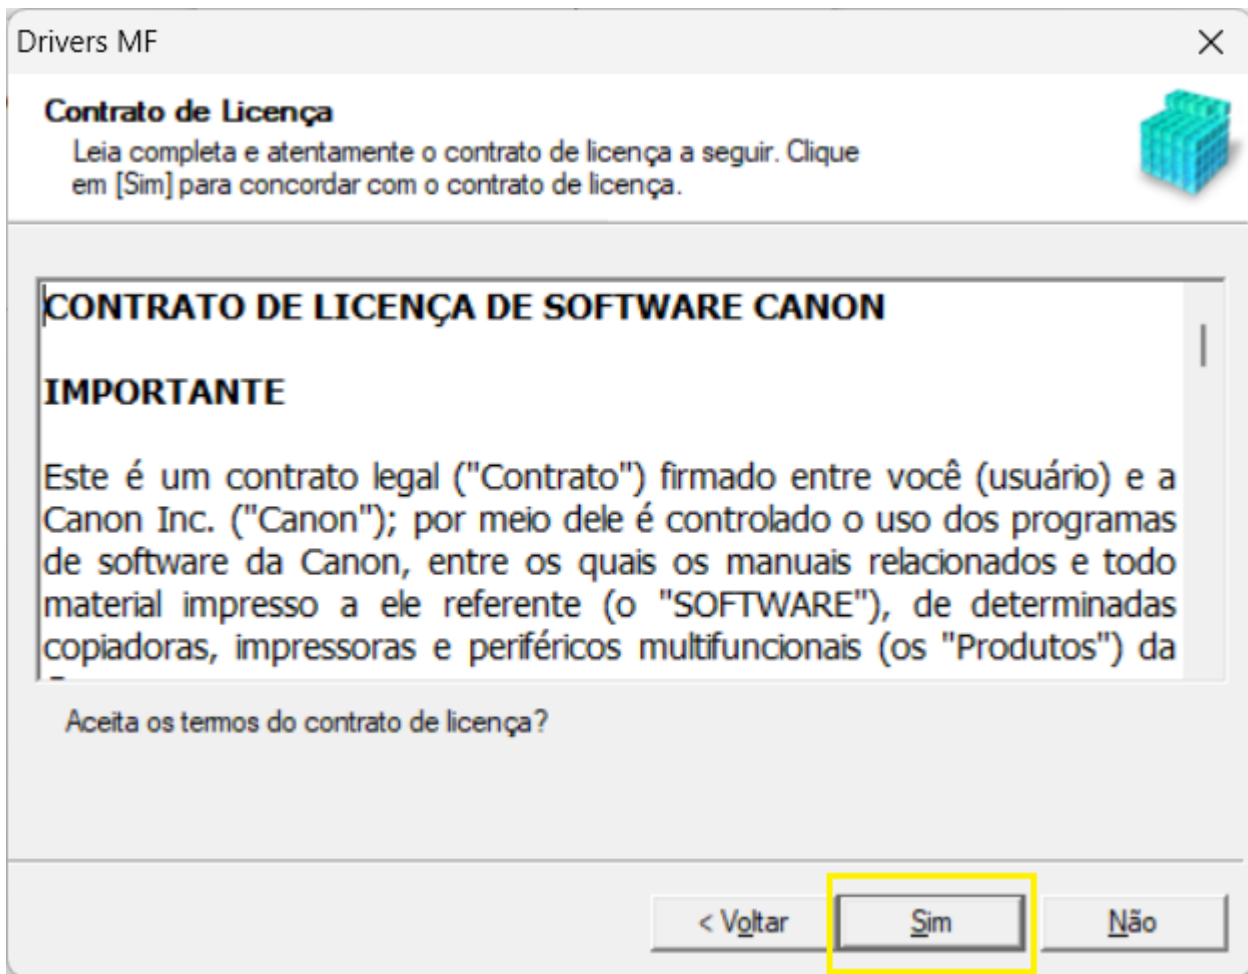 Drivers MF
Contrato de Licença
Leia completa e atentamente o contrato de licença a seguir. Clique
em [Sim] para concordar com o contrato de licença.
CONTRATO DE LICENÇA DE SOFTWARE CANON
IMPORTANTE
Este é um contrato legal ("Contrato") firmado entre você (usuário) e a
Canon Inc. ("Canon"); por meio dele é controlado o uso dos programas
de software da Canon, entre os quais os manuais relacionados e todo
material impresso a ele referente (o "SOFTWARE"), de determinadas
copiadoras, impressoras e periféricos multifuncionais (os "Produtos") da
Aceita os termos do contrato de licença?
< Voltar
Sim
Não